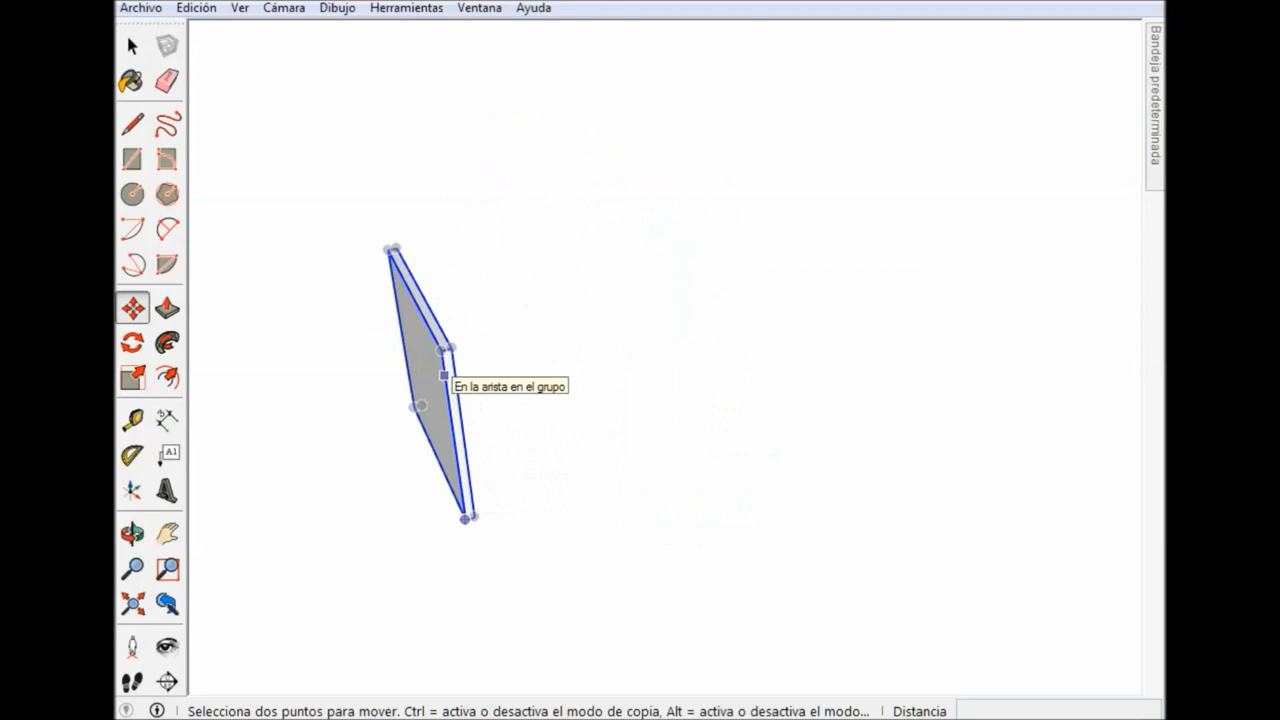 Archivo Edición Ver Cámara Dibujo Herramientas Ventana Ayuda
Bandeja predeterminada
En la arista en el grupo
A1
Selecciona dos puntos para mover. Ctrl = activa o desactiva el modo de copia, Alt = activa o desactiva el modo... Distancia